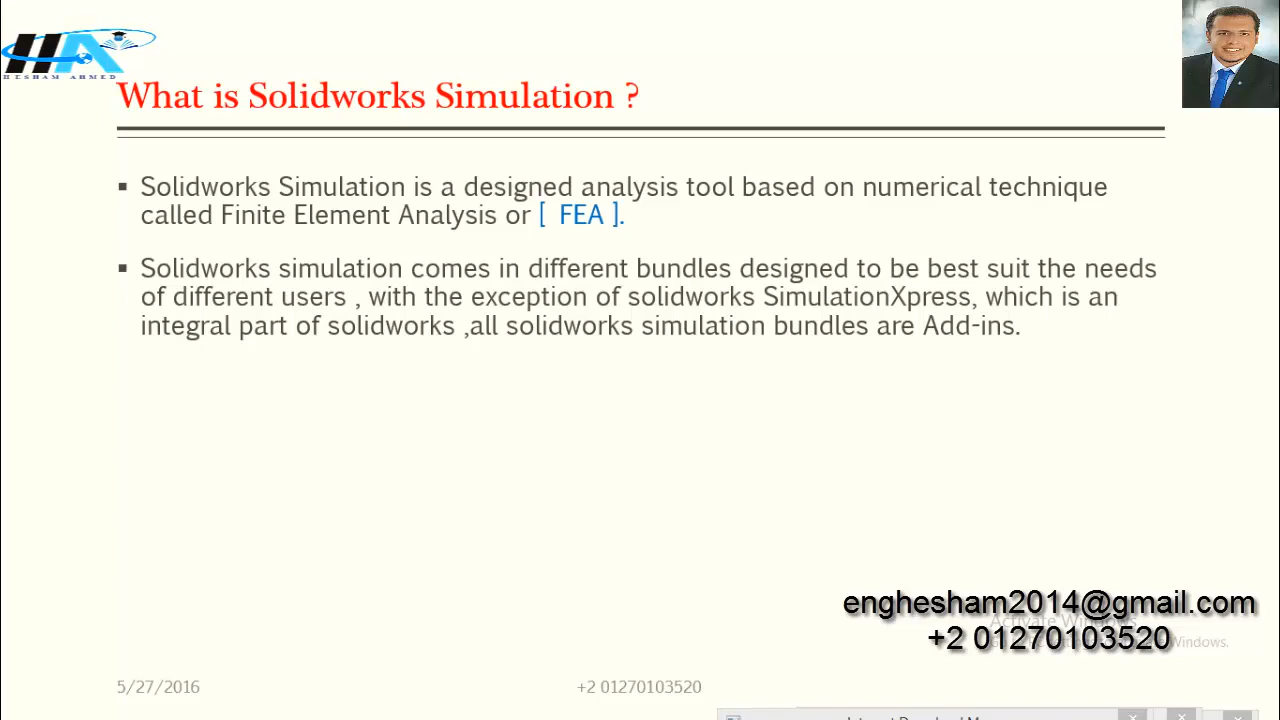 HESHAM AHMED
What is Solidworks Simulation ?
▪ Solidworks Simulation is a designed analysis tool based on numerical technique
called Finite Element Analysis or [ FEA ].
▪ Solidworks simulation comes in different bundles designed to be best suit the needs
of different users , with the exception of solidworks SimulationXpress, which is an
integral part of solidworks ,all solidworks simulation bundles are Add-ins.
enghesham2014@gmail.com
Activate Windows
+2 01270103520
Windows.
5/27/2016
+2 01270103520